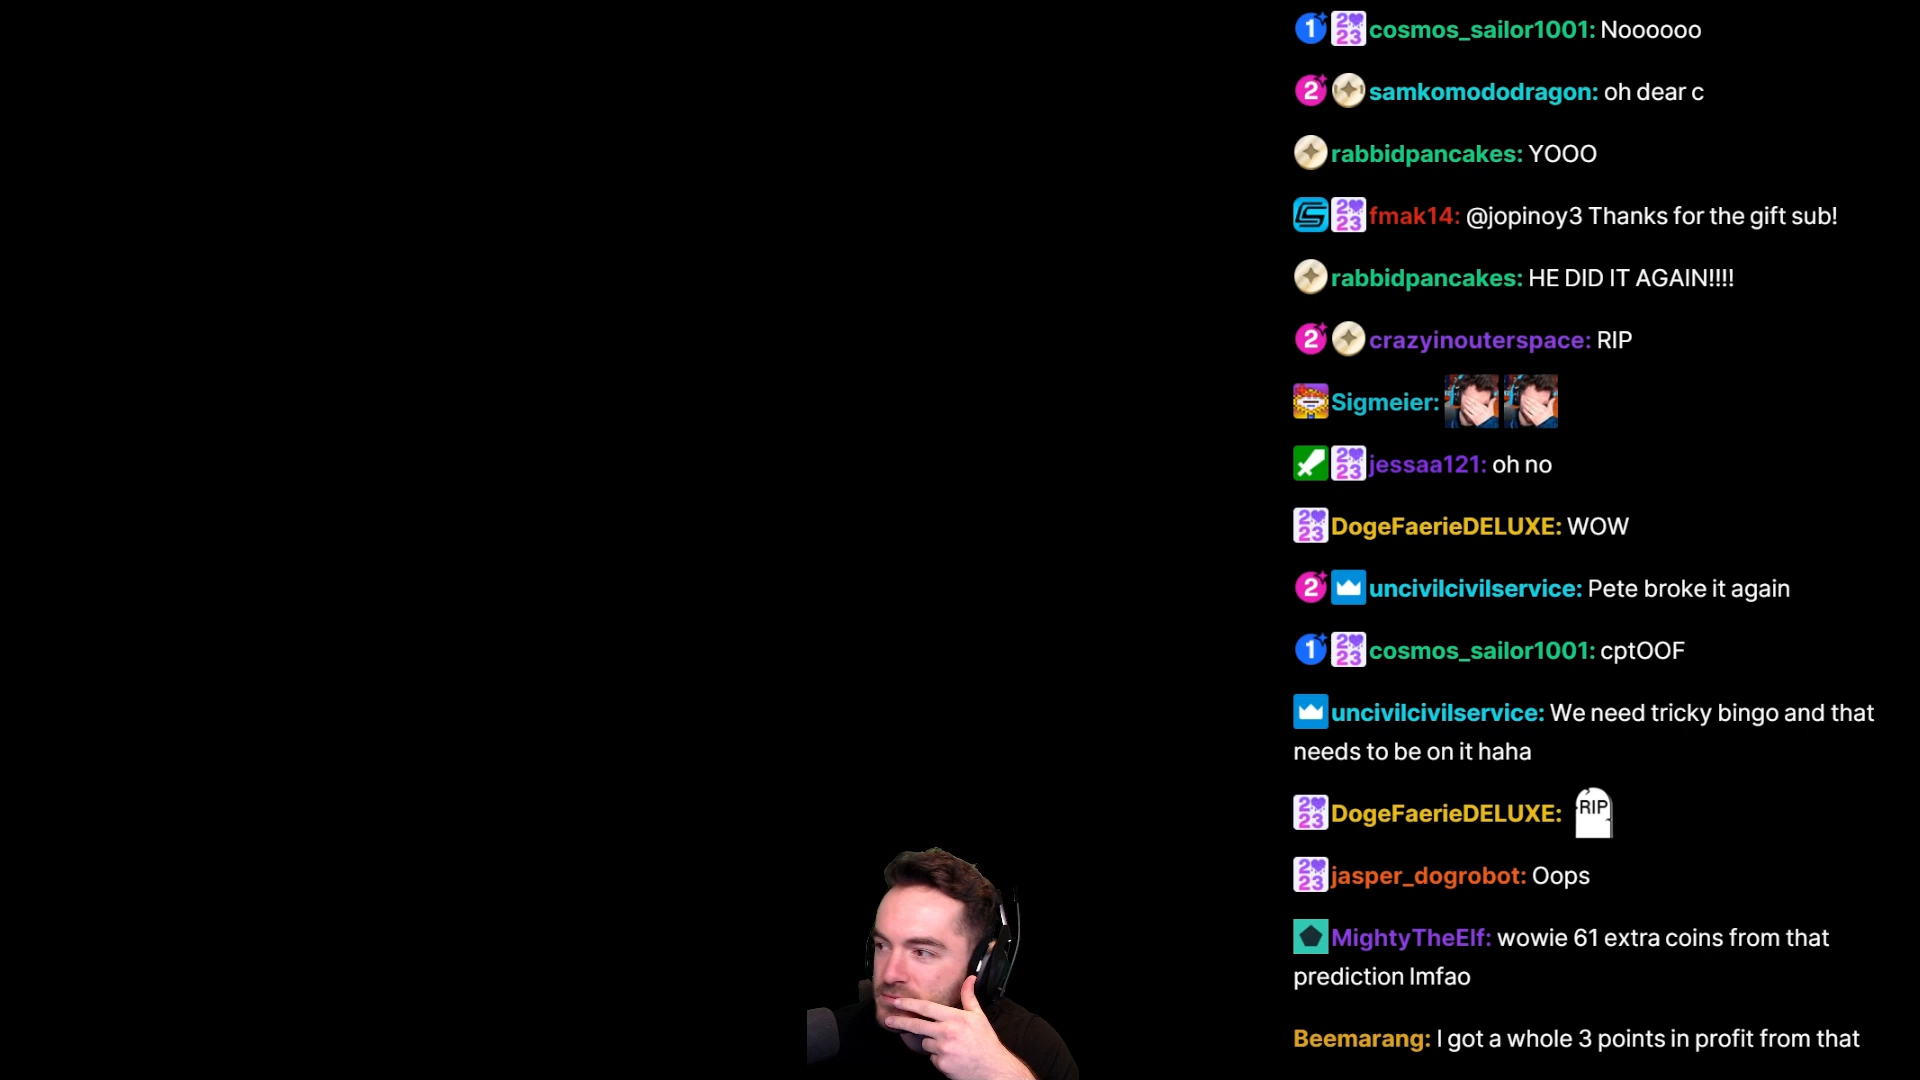 cosmos_sailor1001: Noooooo
samkomododragon: oh dear c
rabbidpancakes: YOOO
fmak14: @jopinoy3 Thanks for the gift sub!
rabbidpancakes: HE DID IT AGAIN!!!!
crazyinouterspace: RIP
Sigmeier:
jessaa121: oh no
DogeFaerieDELUXE: WOW
uncivilcivilservice: Pete broke it again
cosmos_sailor1001: cptOOF
uncivilcivilservice: We need tricky bingo and that
needs to be on it haha
DogeFaerieDELUXE: RIP
jasper_dogrobot: Oops
MightyTheElf: wowie 61 extra coins from that
prediction lmfao
Beemarang: I got a whole 3 points in profit from that